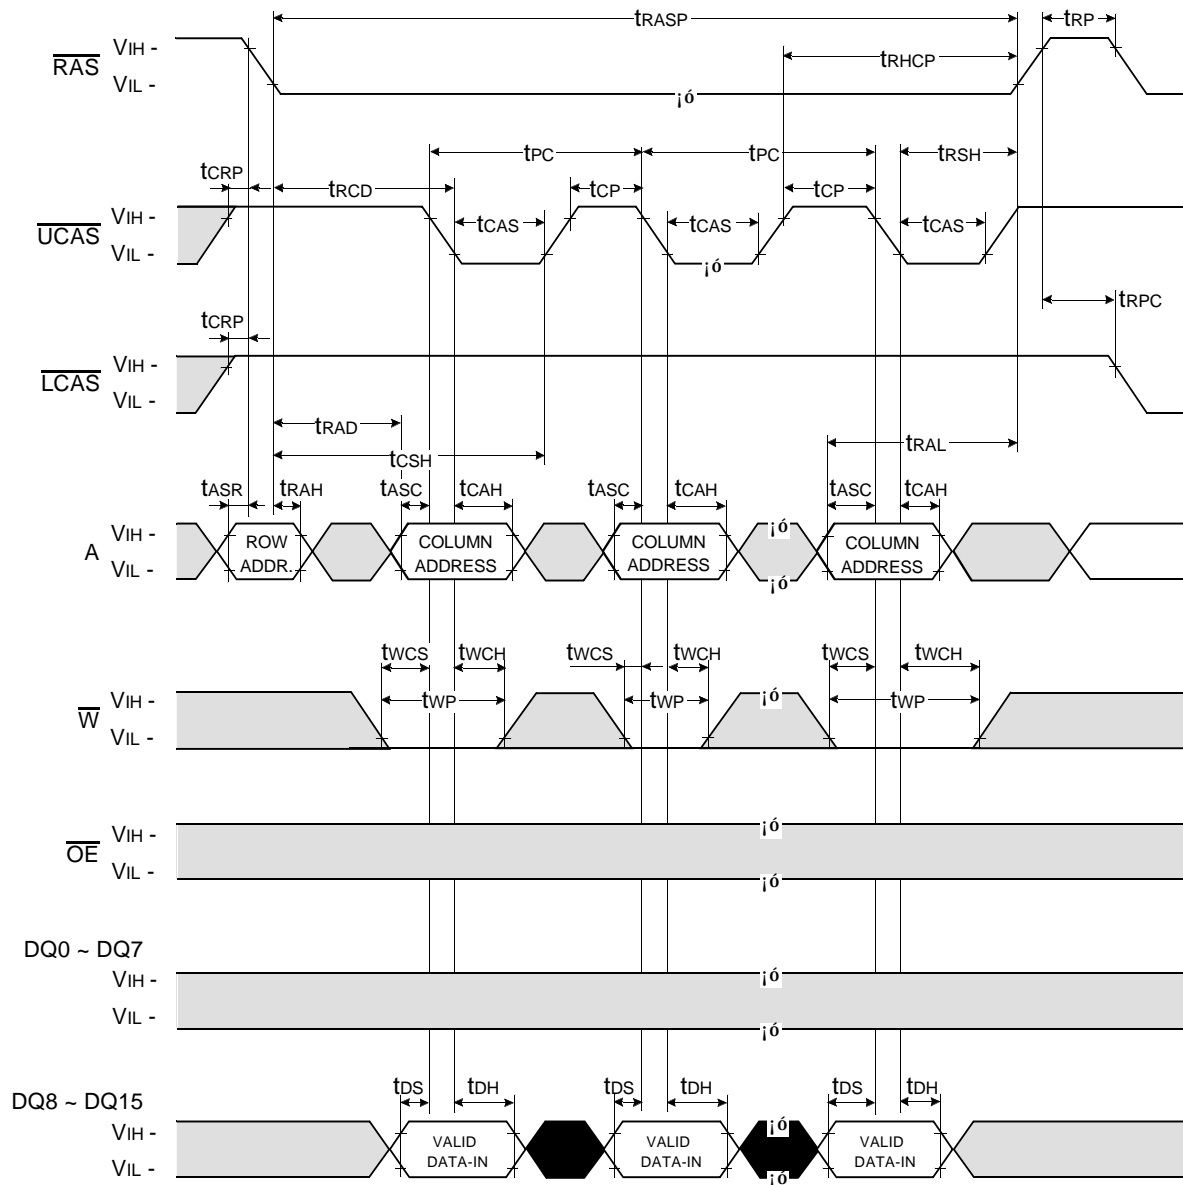 tRASP tRP
RAS VIH - tRHCP
VIL -
¡ó
tPC tPC tRSH
tCRP tRCD tCP tCP
UCAS VIH - tCAS tCAS tCAS
VIL -
¡ó
tCRP tRPC
LCAS VIH -
VIL -
tRAD tRAL
tCSH
tASR tRAH tASC tCAH tASC tCAH tASC tCAH
A VIH - ROW COLUMN COLUMN ¡ó COLUMN
VIL - ADDR. ADDRESS ADDRESS ¡ó ADDRESS
tWCS tWCH tWCS tWCH tWCS tWCH
W VIH - tWP tWP ¡ó tWP
VIL -
OE VIH - ¡ó
VIL - ¡ó
DQ0 ~ DQ7
VIH - ¡ó
VIL - ¡ó
tDS tDH tDS tDH tDS tDH
DQ8 ~ DQ15
VIH - VALID VALID ¡ó VALID
VIL - DATA-IN DATA-IN ¡ó DATA-IN